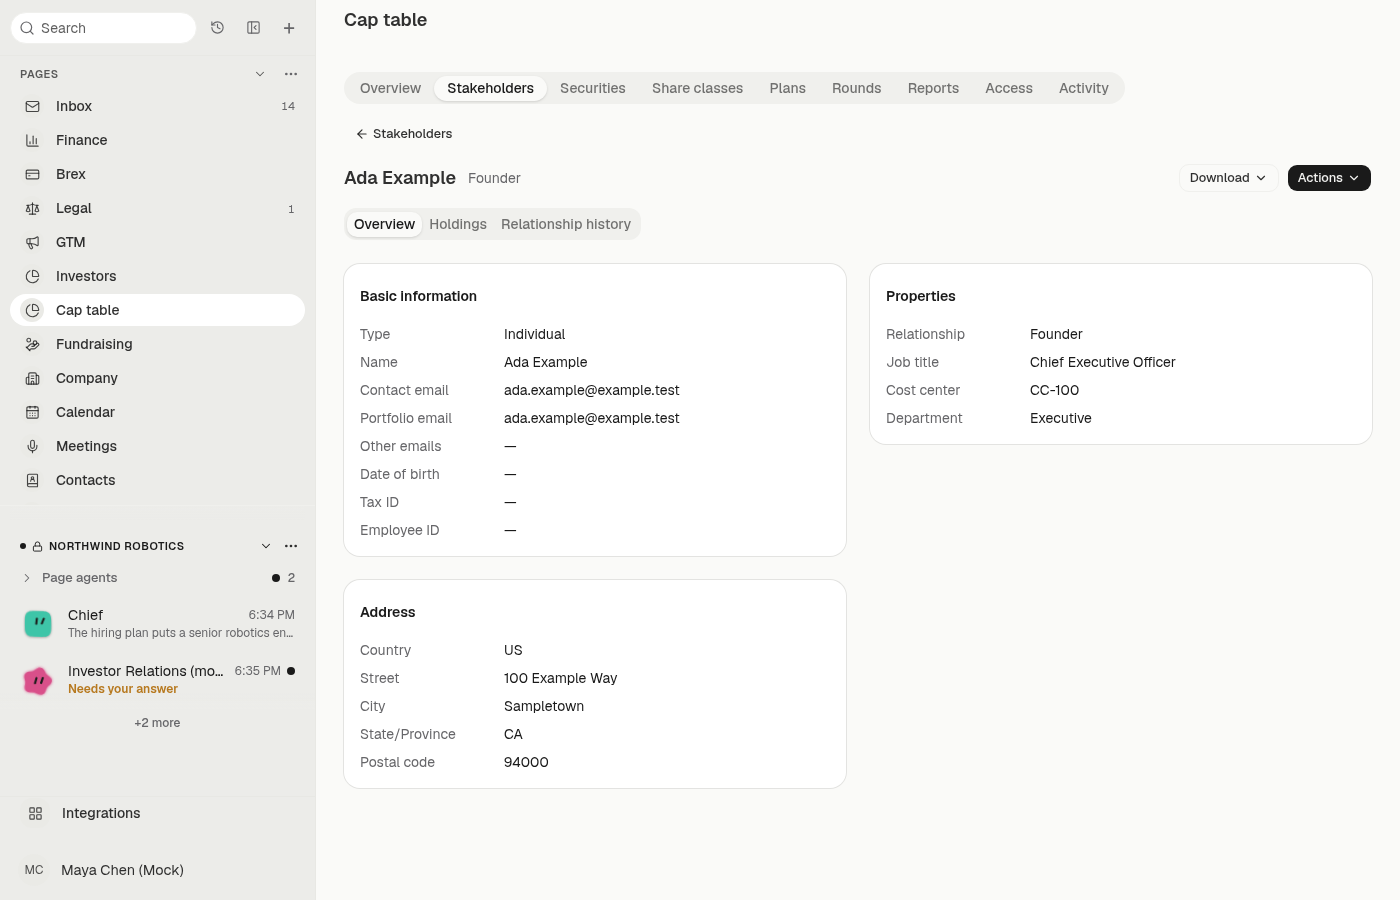 Search
PAGES
Inbox 14
Finance
Brex
Legal 1
GTM
Investors
Cap table
Fundraising
Company
Calendar
Meetings
Contacts
NORTHWIND ROBOTICS
Page agents 2
Chief 6:34 PM
The hiring plan puts a senior robotics en…
Investor Relations (mo… 6:35 PM
Needs your answer
+2 more
Integrations
MC Maya Chen (Mock)
Cap table
Overview Stakeholders Securities Share classes Plans Rounds Reports Access Activity
Stakeholders
Ada Example Founder Download Actions
Overview Holdings Relationship history
Basic information
Type Individual
Name Ada Example
Contact email ada.example@example.test
Portfolio email ada.example@example.test
Other emails —
Date of birth —
Tax ID —
Employee ID —
Properties
Relationship Founder
Job title Chief Executive Officer
Cost center CC-100
Department Executive
Address
Country US
Street 100 Example Way
City Sampletown
State/Province CA
Postal code 94000